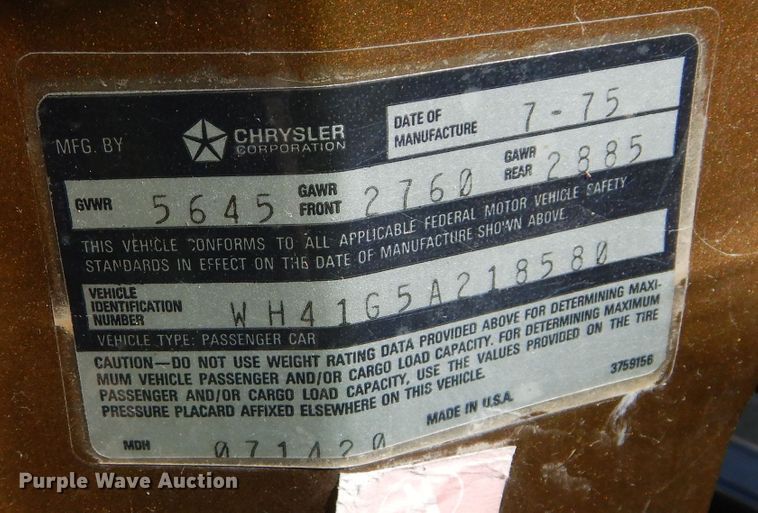 MFG. BY CHRYSLER CORPORATION
DATE OF MANUFACTURE 7-75
GVWR 5645 GAWR FRONT 2760 GAWR REAR 2885
THIS VEHICLE CONFORMS TO ALL APPLICABLE FEDERAL MOTOR VEHICLE SAFETY
STANDARDS IN EFFECT ON THE DATE OF MANUFACTURE SHOWN ABOVE.
VEHICLE IDENTIFICATION NUMBER WH41G5A218580
VEHICLE TYPE: PASSENGER CAR
CAUTION—DO NOT USE WEIGHT RATING DATA PROVIDED ABOVE FOR DETERMINING MAXI-
MUM VEHICLE PASSENGER AND/OR CARGO LOAD CAPACITY. FOR DETERMINING MAXIMUM
PASSENGER AND/OR CARGO LOAD CAPACITY, USE THE VALUES PROVIDED ON THE TIRE
PRESSURE PLACARD AFFIXED ELSEWHERE ON THIS VEHICLE.
3759156
MADE IN U.S.A.
MDH 071420
Purple Wave Auction